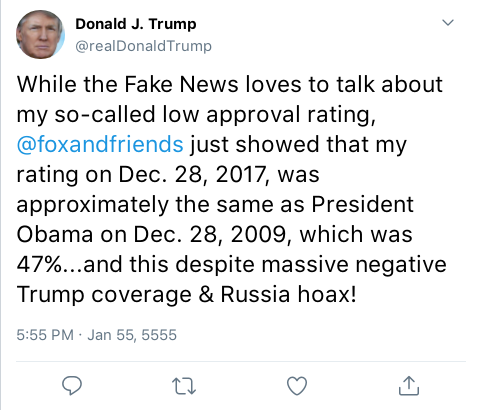 Donald J. Trump
@realDonaldTrump
While the Fake News loves to talk about
my so-called low approval rating,
@foxandfriends just showed that my
rating on Dec. 28, 2017, was
approximately the same as President
Obama on Dec. 28, 2009, which was
47%...and this despite massive negative
Trump coverage & Russia hoax!
5:55 PM · Jan 55, 5555